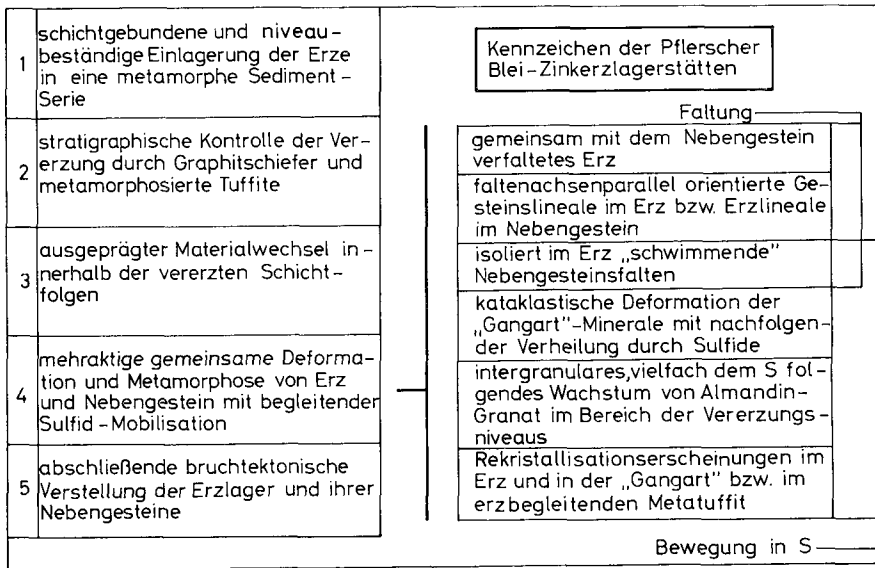 1
schichtgebundene und niveau-
beständige Einlagerung der Erze
in eine metamorphe Sediment-
Serie
2
stratigraphische Kontrolle der Ver-
erzung durch Graphitschiefer und
metamorphosierte Tuffite
3
ausgeprägter Materialwechsel in-
nerhalb der vererzten Schicht-
folgen
4
mehraktige gemeinsame Deforma-
tion und Metamorphose von Erz
und Nebengestein mit begleitender
Sulfid-Mobilisation
5
abschließende bruchtektonische
Verstellung der Erzlager und ihrer
Nebengesteine
Kennzeichen der Pflerscher
Blei-Zinkerzlagerstätten
Faltung
gemeinsam mit dem Nebengestein
verfaltetes Erz
faltenachsenparallel orientierte Ge-
steinslineale im Erz bzw. Erzlineale
im Nebengestein
isoliert im Erz „schwimmende"
Nebengesteinsfalten
kataklastische Deformation der
„Gangart"-Minerale mit nachfolgen-
der Verheilung durch Sulfide
intergranulares, vielfach dem S fol-
gendes Wachstum von Almandin-
Granat im Bereich der Vererzungs-
niveaus
Rekristallisationserscheinungen im
Erz und in der „Gangart" bzw. im
erzbegleitenden Metatuffit
Bewegung in S